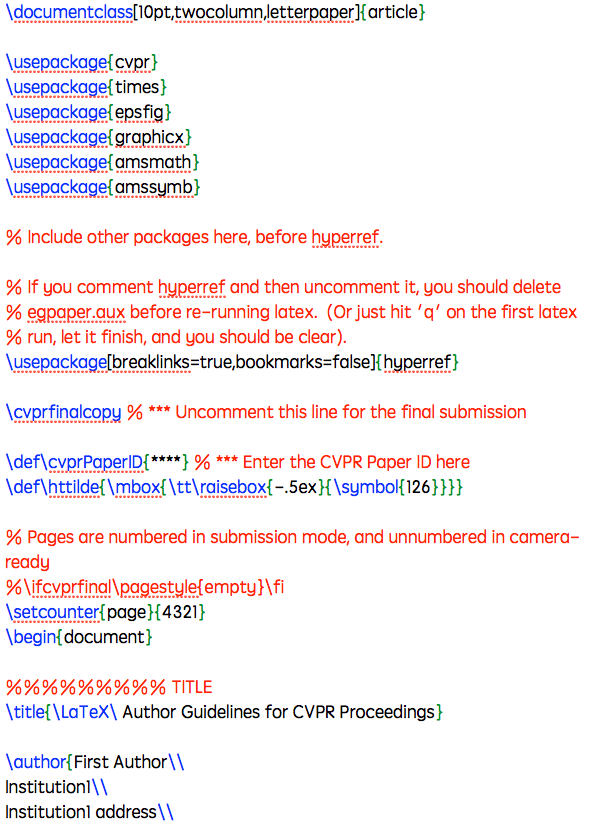 \documentclass[10pt,twocolumn,letterpaper]{article}
\usepackage{cvpr}
\usepackage{times}
\usepackage{epsfig}
\usepackage{graphicx}
\usepackage{amsmath}
\usepackage{amssymb}
% Include other packages here, before hyperref.
% If you comment hyperref and then uncomment it, you should delete
% egpaper.aux before re-running latex.  (Or just hit 'q' on the first latex
% run, let it finish, and you should be clear).
\usepackage[breaklinks=true,bookmarks=false]{hyperref}
\cvprfinalcopy % *** Uncomment this line for the final submission
\def\cvprPaperID{****} % *** Enter the CVPR Paper ID here
\def\httilde{\mbox{\tt\raisebox{-.5ex}{\symbol{126}}}}
% Pages are numbered in submission mode, and unnumbered in camera-
ready
%\ifcvprfinal\pagestyle{empty}\fi
\setcounter{page}{4321}
\begin{document}
%%%%%%%%% TITLE
\title{\LaTeX\ Author Guidelines for CVPR Proceedings}
\author{First Author\\
Institution1\\
Institution1 address\\